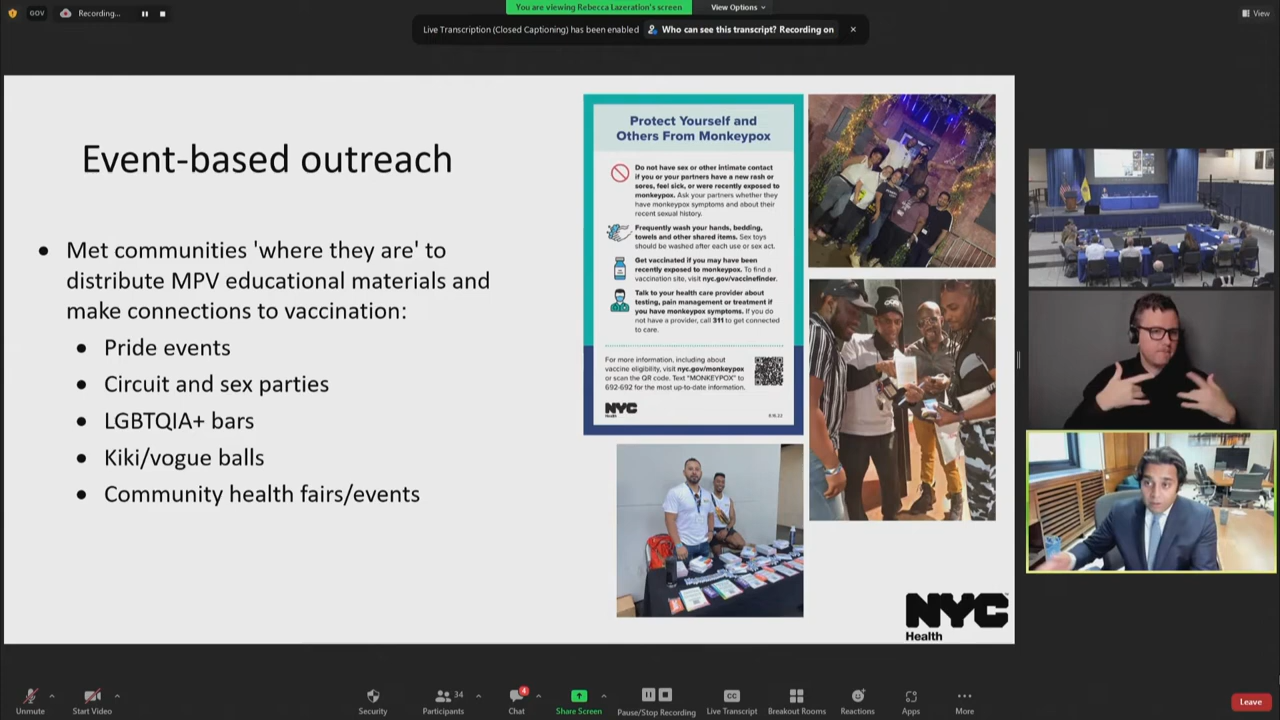 GOV
Recording...
You are viewing Rebecca Lazeration's screen
View Options
View
Live Transcription (Closed Captioning) has been enabled
Who can see this transcript? Recording on
Event-based outreach
• Met communities 'where they are' to
distribute MPV educational materials and
make connections to vaccination:
• Pride events
• Circuit and sex parties
• LGBTQIA+ bars
• Kiki/vogue balls
• Community health fairs/events
Protect Yourself and
Others From Monkeypox
Do not have sex or other intimate contact
if you or your partners have a new rash or
sores, feel sick, or were recently exposed to
monkeypox. Ask your partners whether they
have monkeypox symptoms and about their
recent sexual history.
Frequently wash your hands, bedding,
towels and other shared items. Sex toys
should be washed after each use or sex act.
Get vaccinated if you may have been
recently exposed to monkeypox. To find a
vaccination site, visit nyc.gov/vaccinefinder.
Talk to your health care provider about
testing, pain management or treatment if
you have monkeypox symptoms. If you do
not have a provider, call 311 to get connected
to care.
For more information, including about
vaccine eligibility, visit nyc.gov/monkeypox
or scan the QR code. Text "MONKEYPOX" to
692-692 for the most up-to-date information.
NYC
Health
NYC
Health
Unmute
Start Video
Security
Participants
34
Chat
4
Share Screen
Pause/Stop Recording
CC
Live Transcript
Breakout Rooms
Reactions
Apps
More
Leave